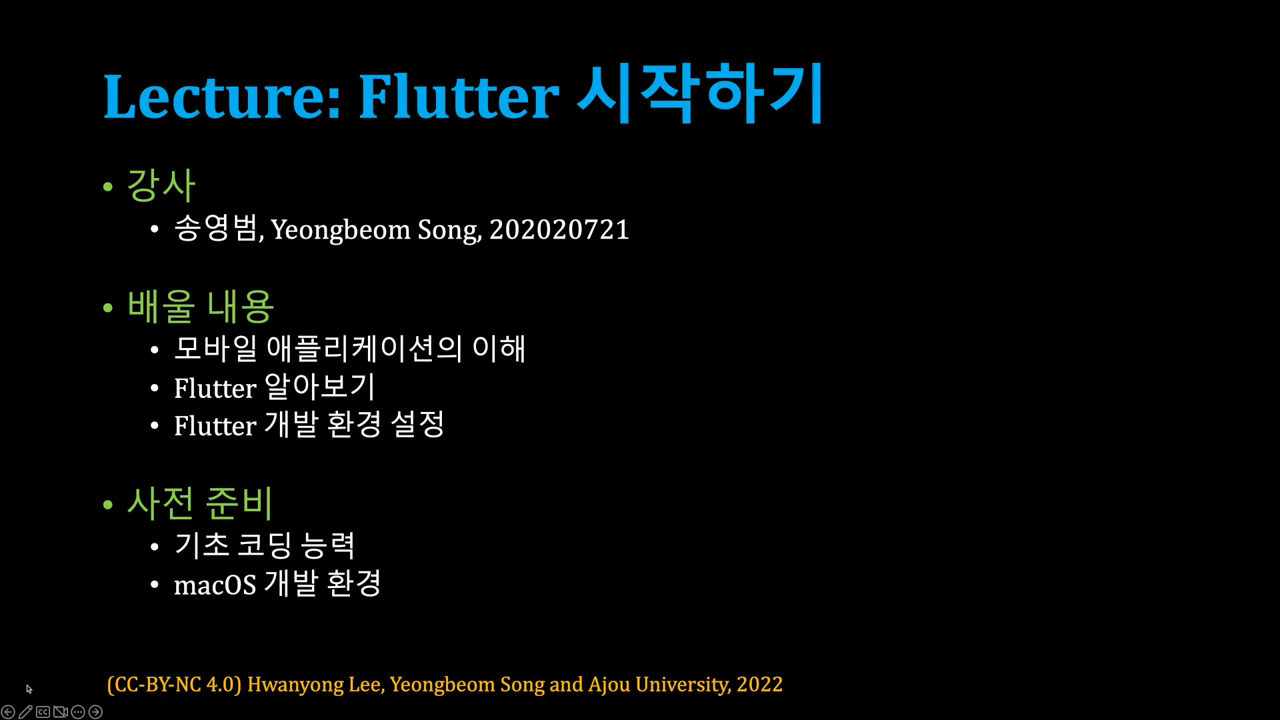 Lecture: Flutter 시작하기
• 강사
• 송영범, Yeongbeom Song, 202020721
• 배울 내용
• 모바일 애플리케이션의 이해
• Flutter 알아보기
• Flutter 개발 환경 설정
• 사전 준비
• 기초 코딩 능력
• macOS 개발 환경
(CC-BY-NC 4.0) Hwanyong Lee, Yeongbeom Song and Ajou University, 2022